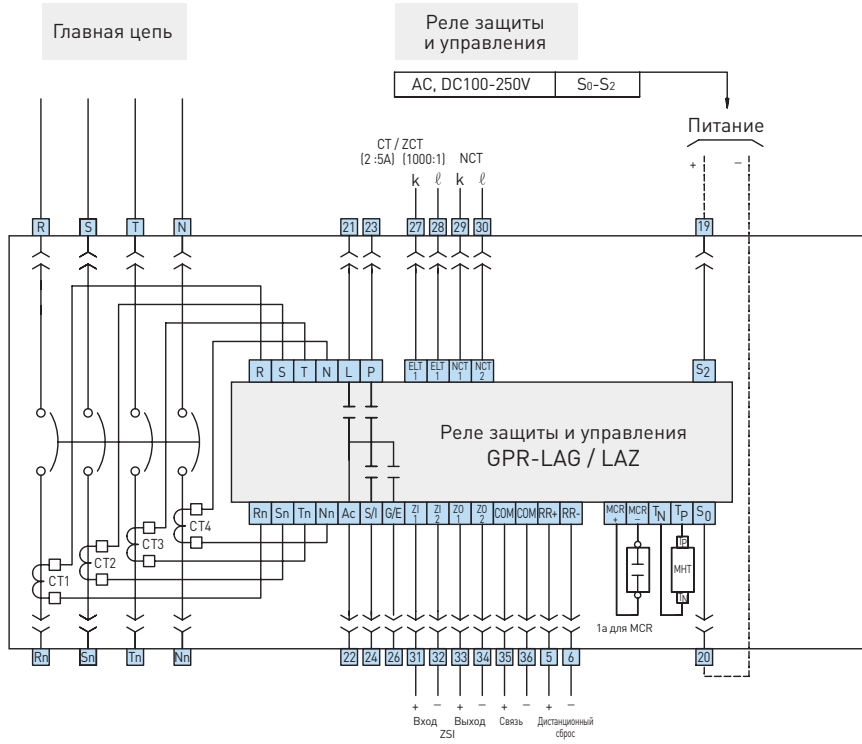 Главная цепь
Реле защиты
и управления
AC, DC100-250V S0-S2
Питание
+ −
CT / ZCT
(2 :5A) (1000:1) NCT
k ℓ k ℓ
R S T N 21 23 27 28 29 30 19
R S T N L P ELT 1 ELT 1 NCT 1 NCT 2 S2
Реле защиты и управления
GPR-LAG / LAZ
Rn Sn Tn Nn Ac S/I G/E ZI 1 ZI 2 ZO 1 ZO 2 COM COM RR+ RR- MCR + MCR − TN TP S0
CT4
CT3
CT2
CT1
TP
МНТ
TN
1а для MCR
Rn Sn Tn Nn 22 24 26 31 32 33 34 35 36 5 6 20
+ − + − + − + −
Вход Выход Связь Дистанционный
ZSI сброс